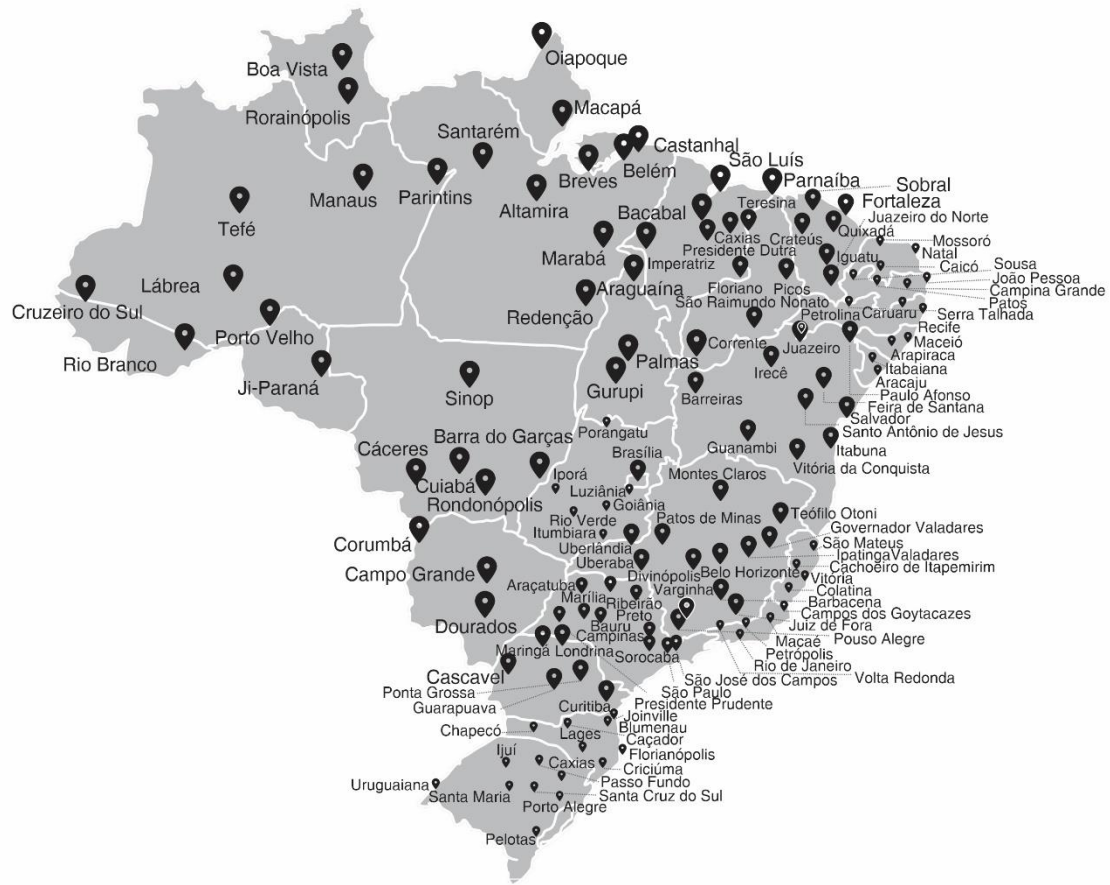 Oiapoque
Boa Vista
Rorainópolis
Macapá
Santarém
Castanhal
Belém
São Luís
Manaus
Parintins
Breves
Parnaíba
Sobral
Tefé
Altamira
Bacabal
Teresina
Fortaleza
Juazeiro do Norte
Caxias
Crateús
Quixadá
Mossoró
Presidente Dutra
Natal
Marabá
Iguatu
Imperatriz
Caicó
Sousa
Lábrea
Araguaína
Floriano
Picos
João Pessoa
Campina Grande
Redenção
São Raimundo Nonato
Patos
Cruzeiro do Sul
Petrolina
Caruaru
Serra Talhada
Porto Velho
Recife
Rio Branco
Palmas
Corrente
Juazeiro
Maceió
Ji-Paraná
Irecê
Arapiraca
Itabaiana
Sinop
Gurupi
Barreiras
Aracaju
Paulo Afonso
Feira de Santana
Salvador
Porangatu
Santo Antônio de Jesus
Barra do Garças
Guanambi
Itabuna
Cáceres
Brasília
Vitória da Conquista
Iporá
Montes Claros
Cuiabá
Luziânia
Rondonópolis
Goiânia
Rio Verde
Patos de Minas
Teófilo Otoni
Itumbiara
Governador Valadares
Corumbá
Uberlândia
São Mateus
Uberaba
IpatingaValadares
Campo Grande
Divinópolis
Belo Horizonte
Cachoeiro de Itapemirim
Araçatuba
Varginha
Vitória
Colatina
Marília
Ribeirão
Preto
Barbacena
Dourados
Bauru
Campos dos Goytacazes
Campinas
Juiz de Fora
Maringá
Londrina
Macaé
Pouso Alegre
Sorocaba
Petrópolis
Cascavel
Rio de Janeiro
São José dos Campos
Volta Redonda
Ponta Grossa
São Paulo
Guarapuava
Curitiba
Presidente Prudente
Joinville
Chapecó
Lages
Blumenau
Caçador
Ijuí
Caxias
Florianópolis
Criciúma
Uruguaiana
Passo Fundo
Santa Maria
Santa Cruz do Sul
Porto Alegre
Pelotas